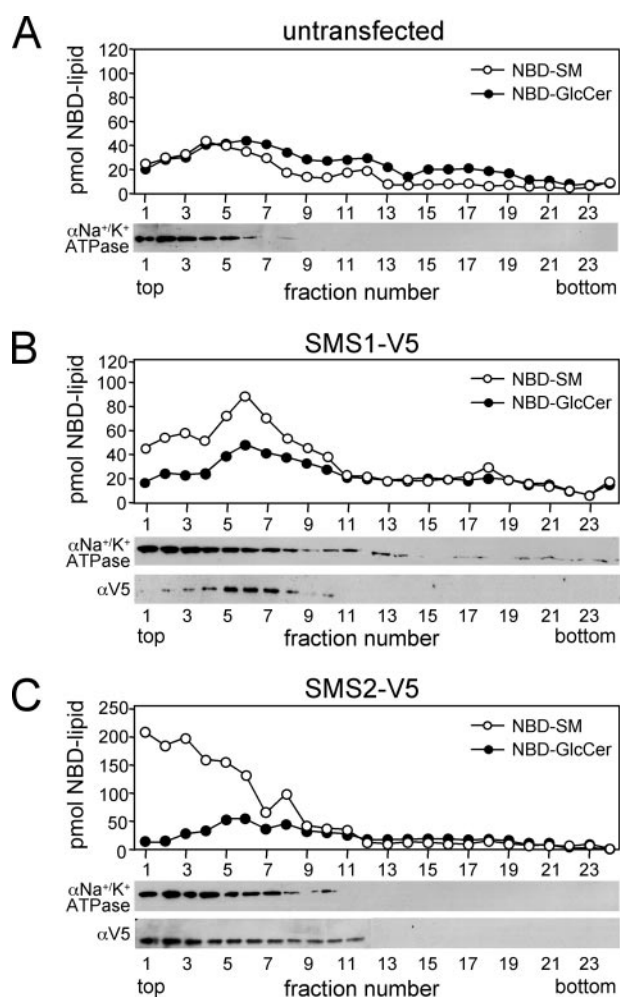 A
untransfected
pmol NBD-lipid
120
100
80
60
40
20
0
NBD-SM
NBD-GlcCer
1 3 5 7 9 11 13 15 17 19 21 23
αNa⁺/K⁺
ATPase
1 3 5 7 9 11 13 15 17 19 21 23
top fraction number bottom
B
SMS1-V5
pmol NBD-lipid
120
100
80
60
40
20
0
NBD-SM
NBD-GlcCer
1 3 5 7 9 11 13 15 17 19 21 23
αNa⁺/K⁺
ATPase
αV5
1 3 5 7 9 11 13 15 17 19 21 23
top fraction number bottom
C
SMS2-V5
pmol NBD-lipid
250
200
150
100
50
0
NBD-SM
NBD-GlcCer
1 3 5 7 9 11 13 15 17 19 21 23
αNa⁺/K⁺
ATPase
αV5
1 3 5 7 9 11 13 15 17 19 21 23
top fraction number bottom